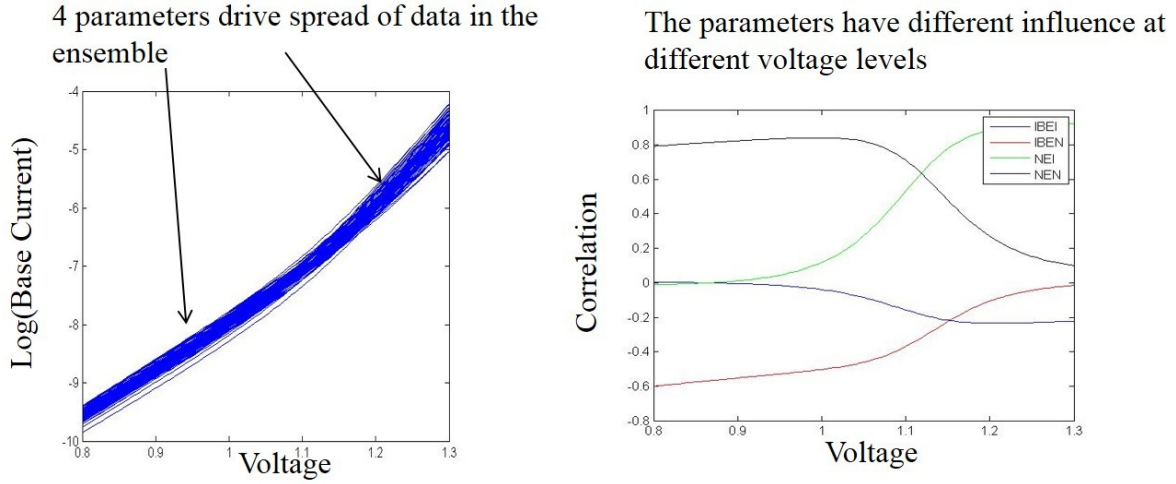 4 parameters drive spread of data in the
ensemble
-4
-5
-6
-7
-8
-9
-10
0.8
0.9
1
1.1
1.2
1.3
Log(Base Current)
Voltage
The parameters have different influence at
different voltage levels
1
0.8
0.6
0.4
0.2
0
-0.2
-0.4
-0.6
-0.8
0.8
0.9
1
1.1
1.2
1.3
IBEI
IBEN
NEI
NEN
Correlation
Voltage